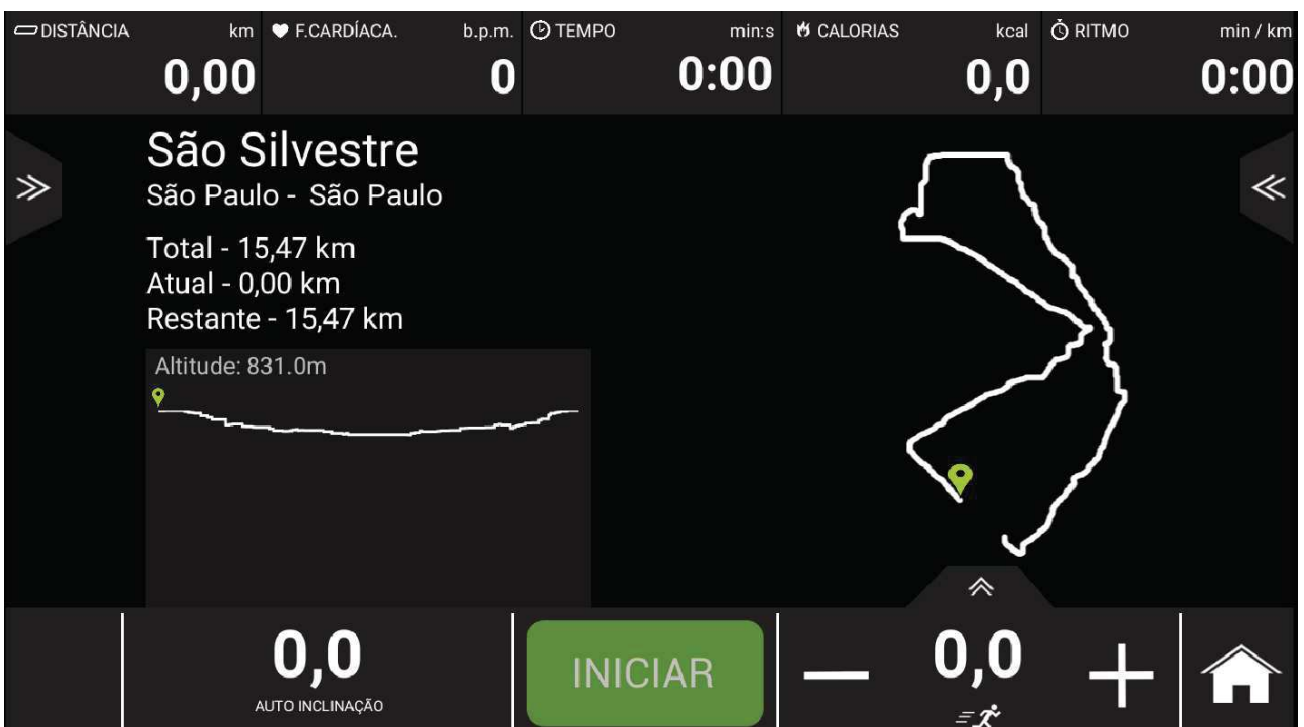 DISTÂNCIA km
0,00
F.CARDÍACA. b.p.m.
0
TEMPO min:s
0:00
CALORIAS kcal
0,0
RITMO min / km
0:00
São Silvestre
São Paulo - São Paulo
Total - 15,47 km
Atual - 0,00 km
Restante - 15,47 km
Altitude: 831.0m
0,0
AUTO INCLINAÇÃO
INICIAR
0,0